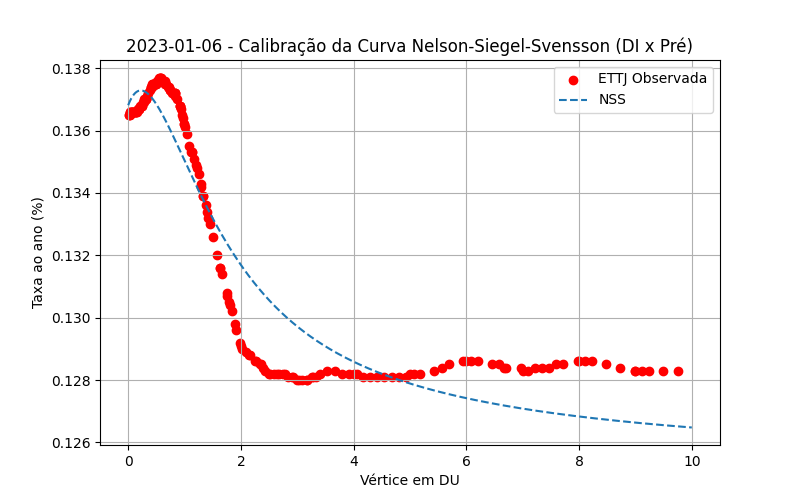 2023-01-06 - Calibração da Curva Nelson-Siegel-Svensson (DI x Pré)
0.138
0.136
0.134
0.132
0.130
0.128
0.126
Taxa ao ano (%)
ETTJ Observada
NSS
0 2 4 6 8 10
Vértice em DU